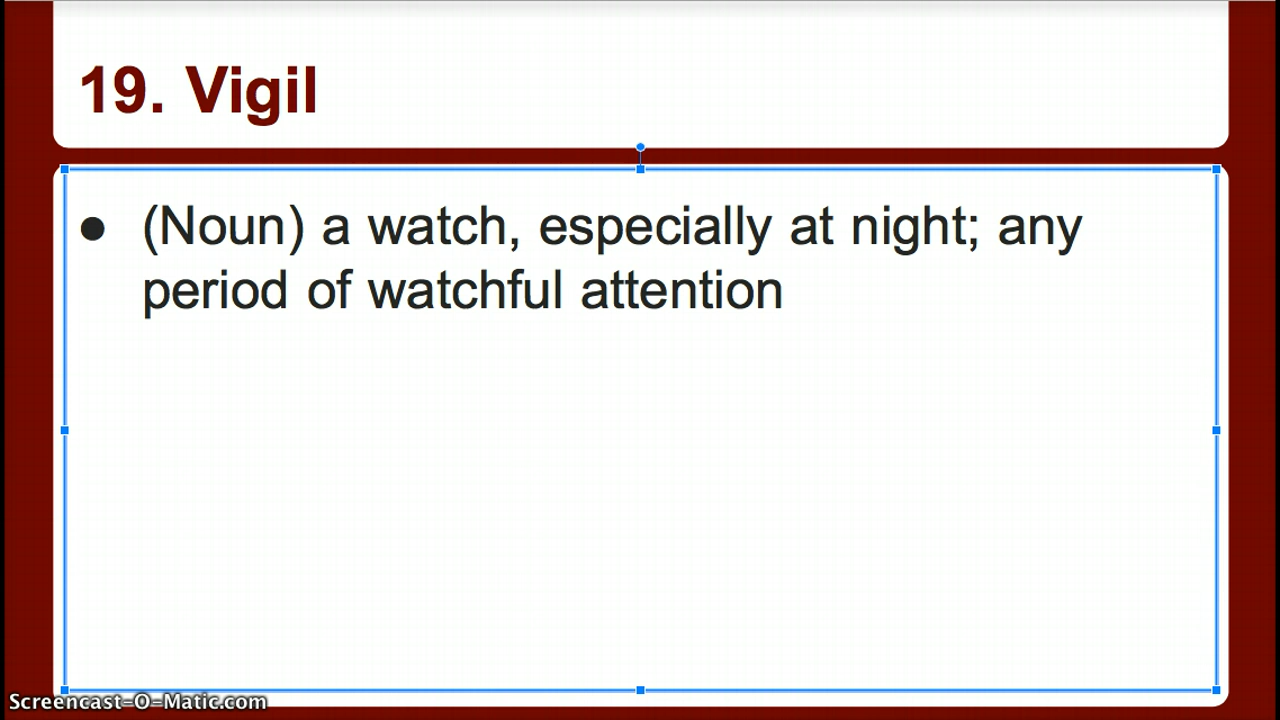 19. Vigil
● (Noun) a watch, especially at night; any
period of watchful attention
Screencast-O-Matic.com